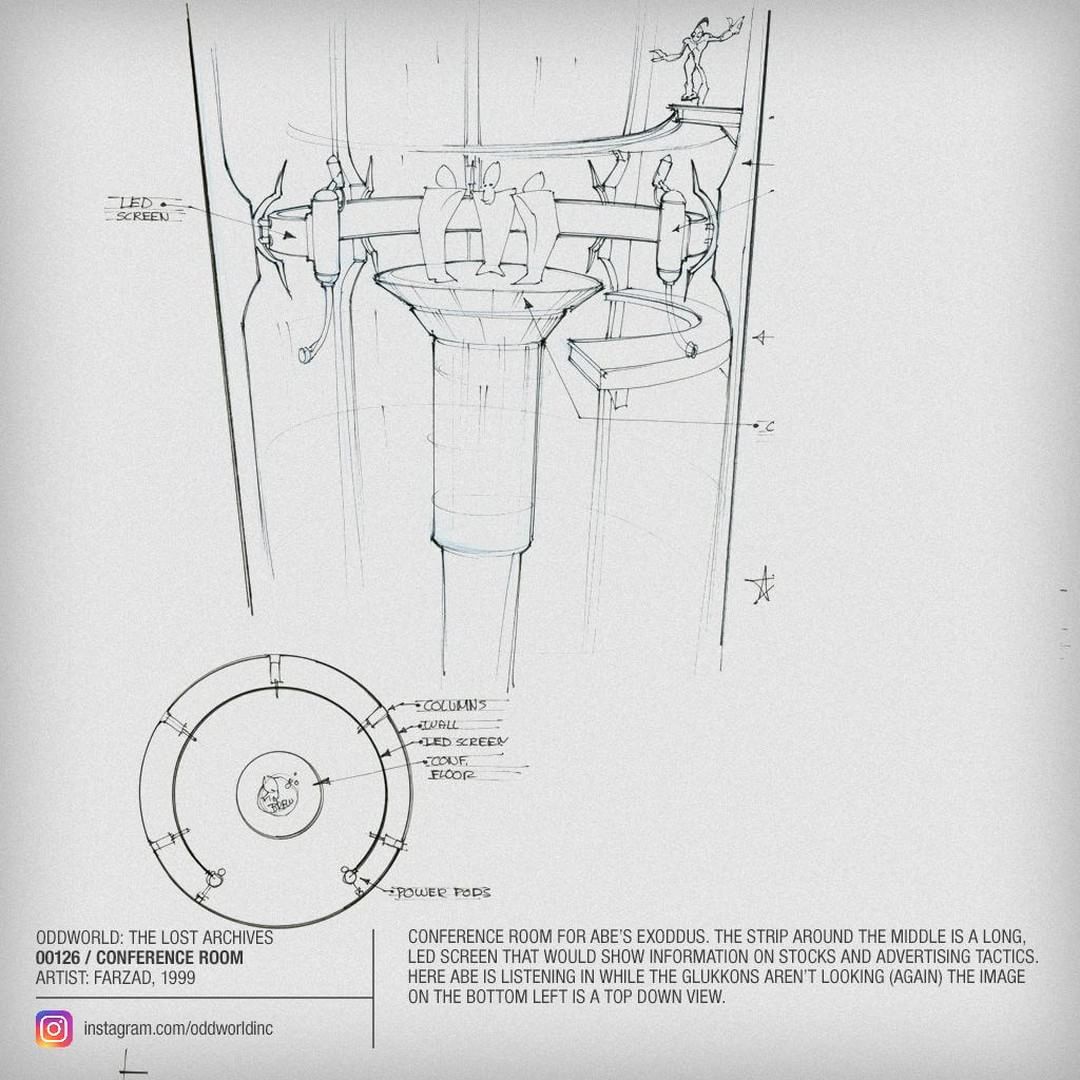 LED
SCREEN
C
COLUMNS
WALL
LED SCREEN
CONF.
FLOOR
BREW
POWER PODS
ODDWORLD: THE LOST ARCHIVES
00126 / CONFERENCE ROOM
ARTIST: FARZAD, 1999
instagram.com/oddworldinc
CONFERENCE ROOM FOR ABE'S EXODDUS. THE STRIP AROUND THE MIDDLE IS A LONG,
LED SCREEN THAT WOULD SHOW INFORMATION ON STOCKS AND ADVERTISING TACTICS.
HERE ABE IS LISTENING IN WHILE THE GLUKKONS AREN'T LOOKING (AGAIN) THE IMAGE
ON THE BOTTOM LEFT IS A TOP DOWN VIEW.